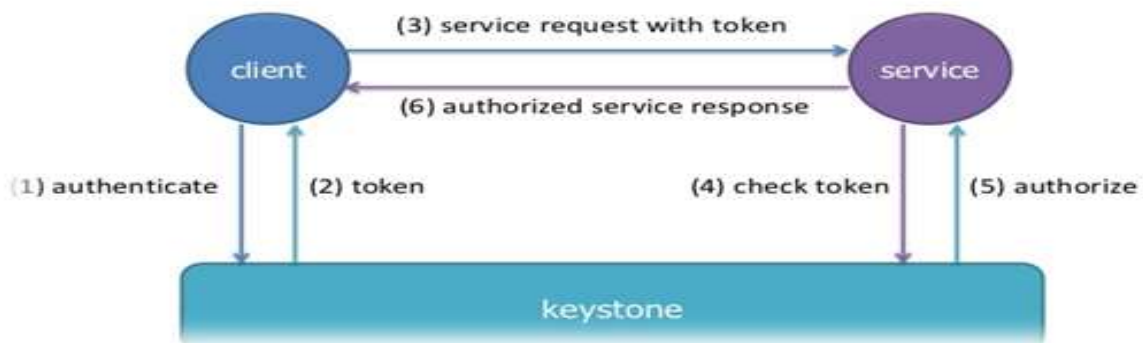 (3) service request with token
client
service
(6) authorized service response
(1) authenticate
(2) token
(4) check token
(5) authorize
keystone